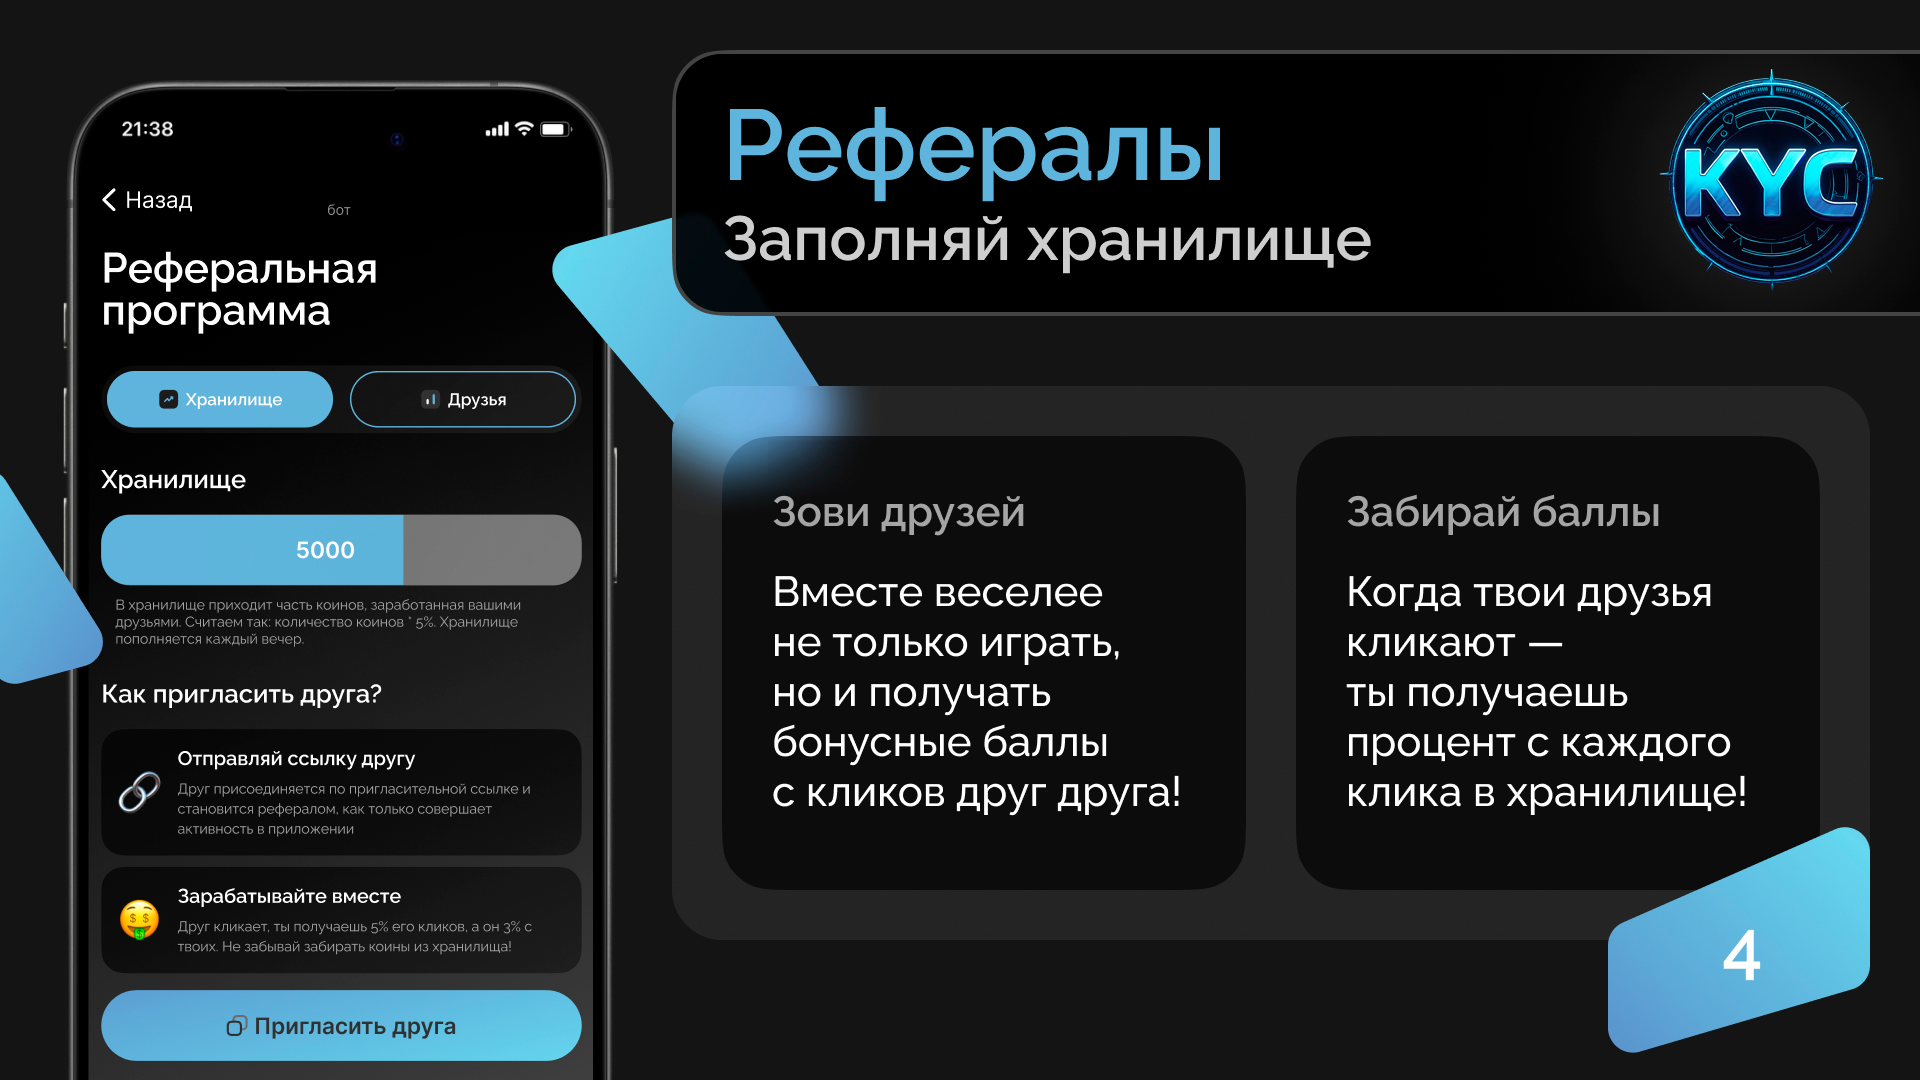 21:38
Назад
бот
Реферальная
программа
Хранилище
Друзья
Хранилище
5000
В хранилище приходит часть коинов, заработанная вашими
друзьями. Считаем так: количество коинов * 5%. Хранилище
пополняется каждый вечер.
Как пригласить друга?
Отправляй ссылку другу
Друг присоединяется по пригласительной ссылке и
становится рефералом, как только совершает
активность в приложении
Зарабатывайте вместе
Друг кликает, ты получаешь 5% его кликов, а он 3% с
твоих. Не забывай забирать коины из хранилища!
Пригласить друга
Рефералы
Заполняй хранилище
KYC
Зови друзей
Вместе веселее
не только играть,
но и получать
бонусные баллы
с кликов друг друга!
Забирай баллы
Когда твои друзья
кликают —
ты получаешь
процент с каждого
клика в хранилище!
4